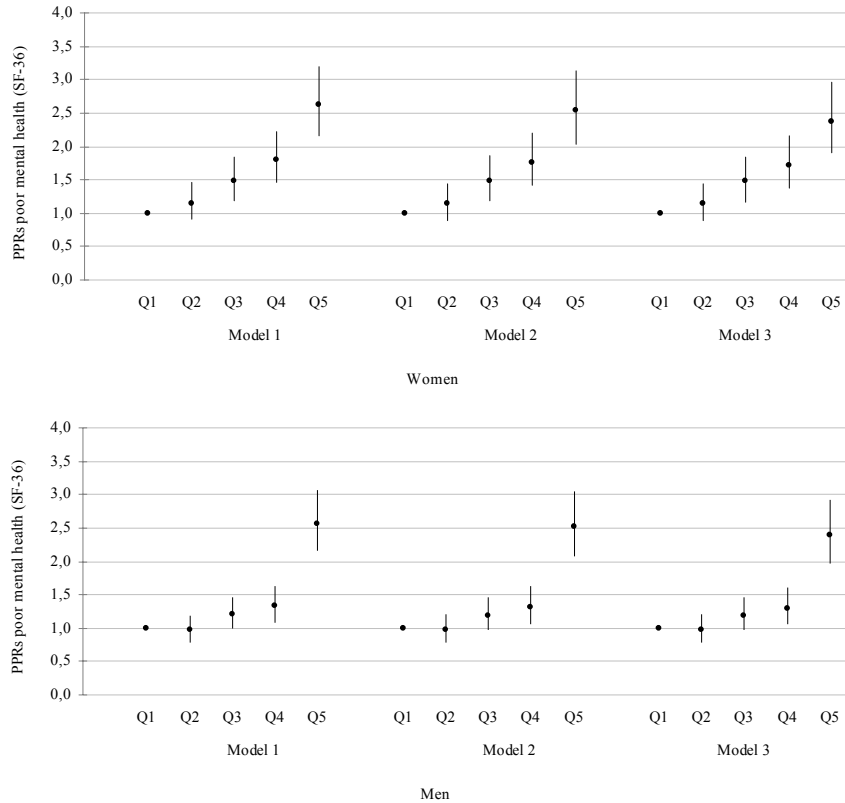 PPRs poor mental health (SF-36)
4,0
3,5
3,0
2,5
2,0
1,5
1,0
0,5
0,0
Q1 Q2 Q3 Q4 Q5 Q1 Q2 Q3 Q4 Q5 Q1 Q2 Q3 Q4 Q5
Model 1 Model 2 Model 3
Women
PPRs poor mental health (SF-36)
4,0
3,5
3,0
2,5
2,0
1,5
1,0
0,5
0,0
Q1 Q2 Q3 Q4 Q5 Q1 Q2 Q3 Q4 Q5 Q1 Q2 Q3 Q4 Q5
Model 1 Model 2 Model 3
Men